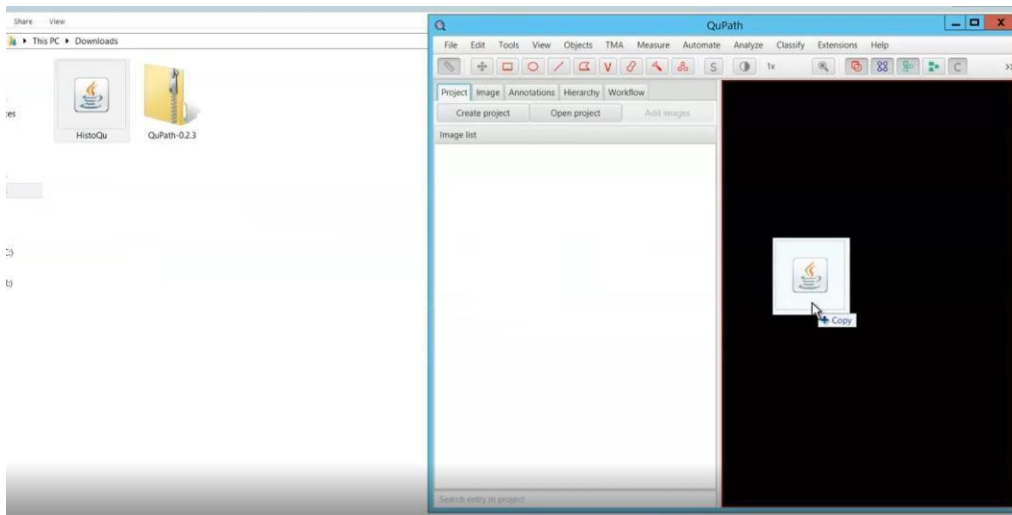 Share View
This PC Downloads
HistoQu
QuPath-0.2.3
QuPath
File Edit Tools View Objects TMA Measure Automate Analyze Classify Extensions Help
V S 1x C
Project Image Annotations Hierarchy Workflow
Create project Open project Add images
Image list
Copy
Search entry in project